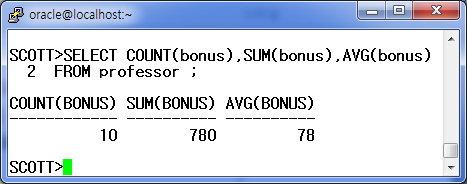 oracle@localhost:~
SCOTT>SELECT COUNT(bonus),SUM(bonus),AVG(bonus)
  2  FROM professor ;
COUNT(BONUS) SUM(BONUS) AVG(BONUS)
------------ ---------- ----------
          10        780         78
SCOTT>